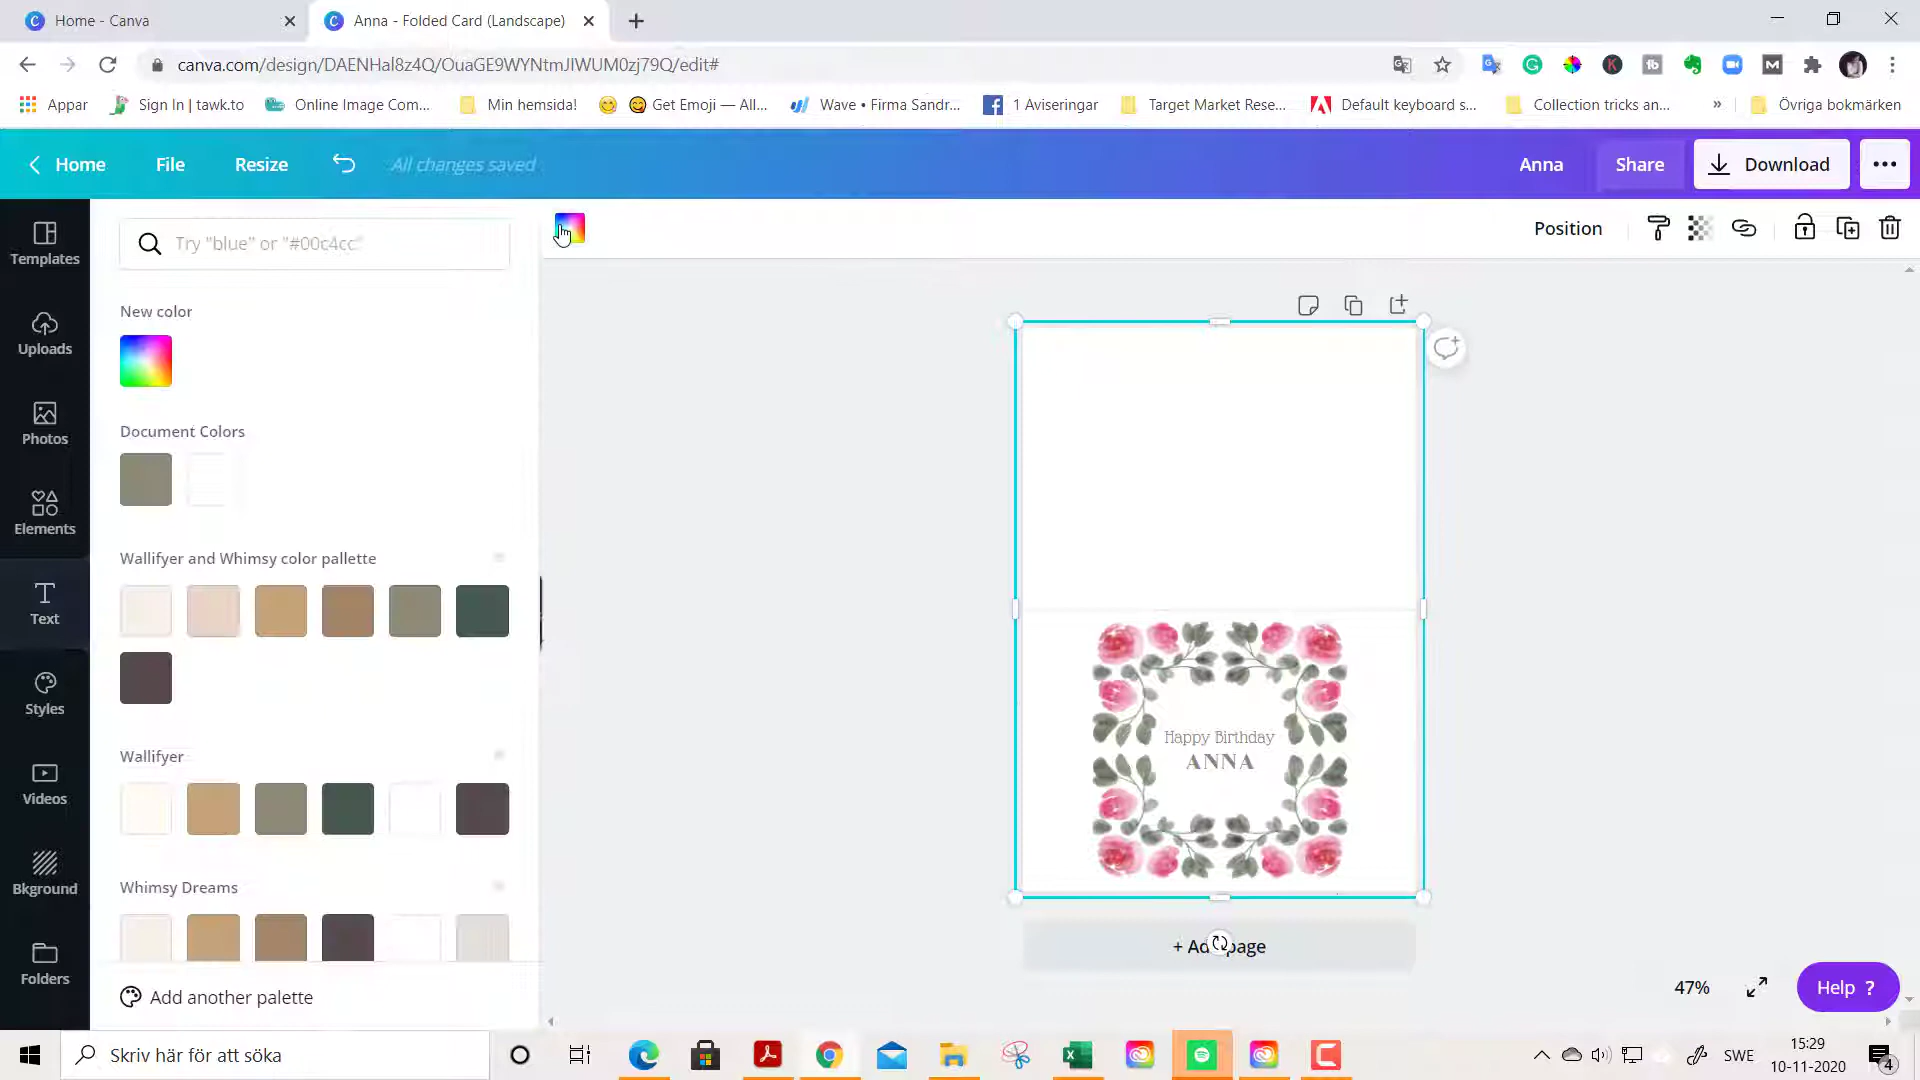 Home - Canva
Anna - Folded Card (Landscape)
canva.com/design/DAENHal8z4Q/OuaGE9WYNtmJIWUM0zj79Q/edit#
Appar
Sign In | tawk.to
Online Image Com...
Min hemsida!
Get Emoji — All...
Wave • Firma Sandr...
1 Aviseringar
Target Market Rese...
Default keyboard s...
Collection tricks an...
»
Övriga bokmärken
Home
File
Resize
All changes saved
Anna
Share
Download
Templates
Uploads
Photos
Elements
Text
Styles
Videos
Bkground
Folders
Try "blue" or "#00c4cc"
New color
Document Colors
Wallifyer and Whimsy color pallette
Wallifyer
Whimsy Dreams
Add another palette
Position
Happy Birthday
ANNA
+ Add page
47%
Help ?
Skriv här för att söka
SWE
15:29
10-11-2020
4